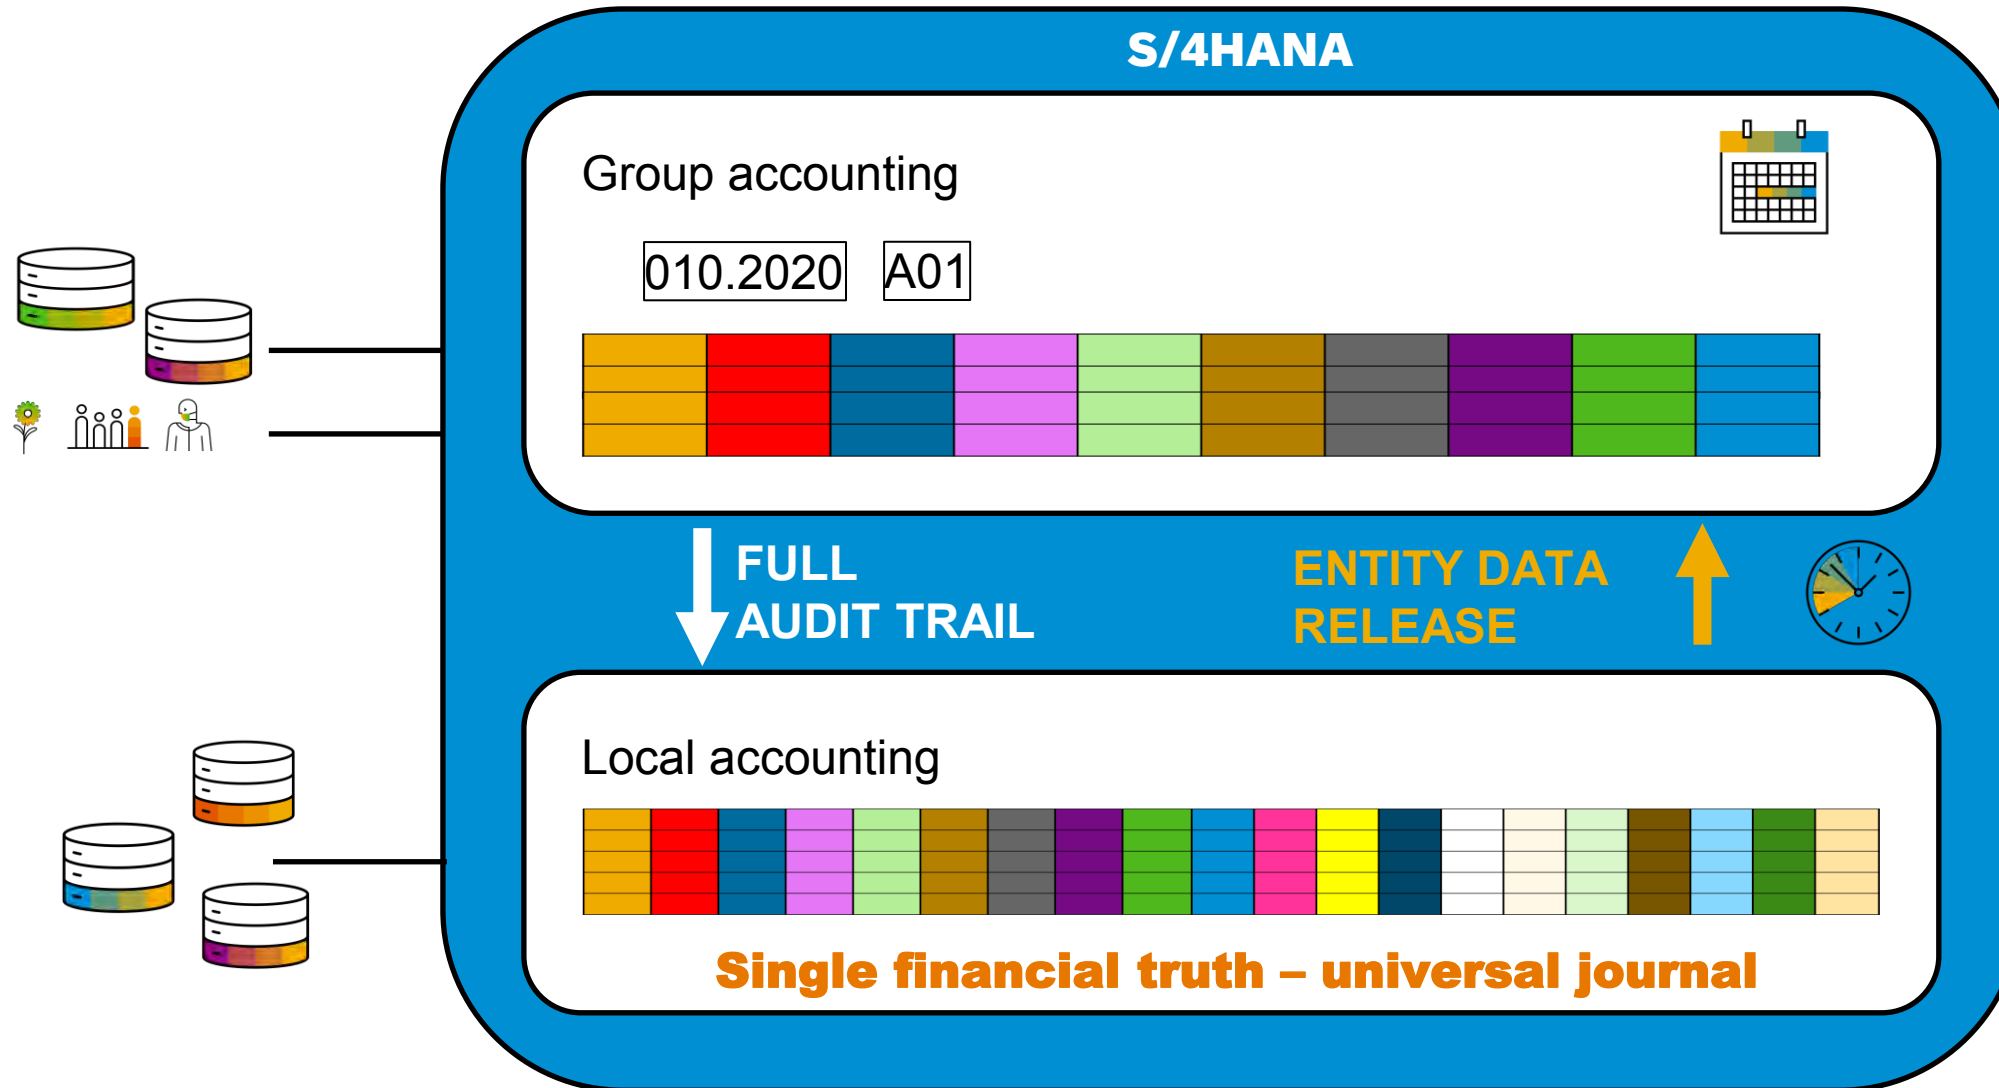 S/4HANA
Group accounting
010.2020 A01
FULL
AUDIT TRAIL
ENTITY DATA
RELEASE
Local accounting
Single financial truth – universal journal